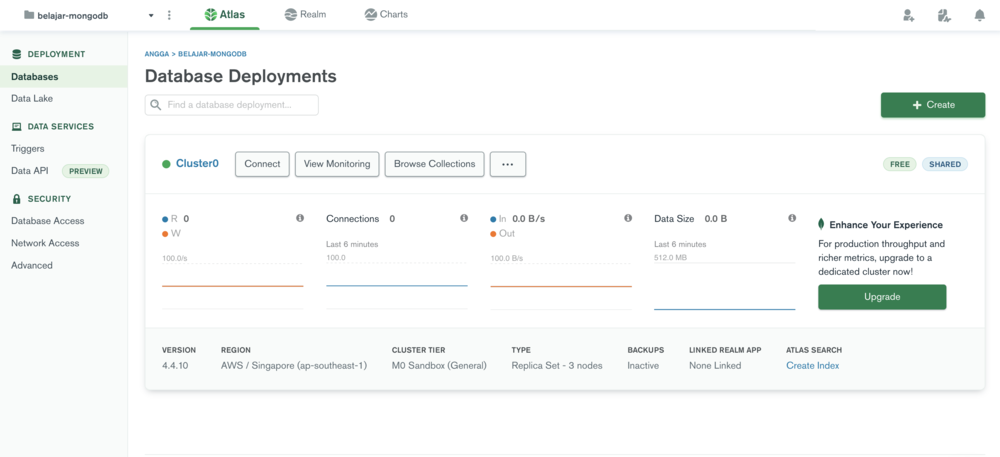 belajar-mongodb
Atlas
Realm
Charts
DEPLOYMENT
Databases
Data Lake
DATA SERVICES
Triggers
Data API PREVIEW
SECURITY
Database Access
Network Access
Advanced
ANGGA > BELAJAR-MONGODB
Database Deployments
Find a database deployment...
+ Create
Cluster0
Connect
View Monitoring
Browse Collections
...
FREE
SHARED
R 0
W
100.0/s
Connections 0
Last 6 minutes
100.0
In 0.0 B/s
Out
100.0 B/s
Data Size 0.0 B
Last 6 minutes
512.0 MB
Enhance Your Experience
For production throughput and
richer metrics, upgrade to a
dedicated cluster now!
Upgrade
VERSION
4.4.10
REGION
AWS / Singapore (ap-southeast-1)
CLUSTER TIER
M0 Sandbox (General)
TYPE
Replica Set - 3 nodes
BACKUPS
Inactive
LINKED REALM APP
None Linked
ATLAS SEARCH
Create Index